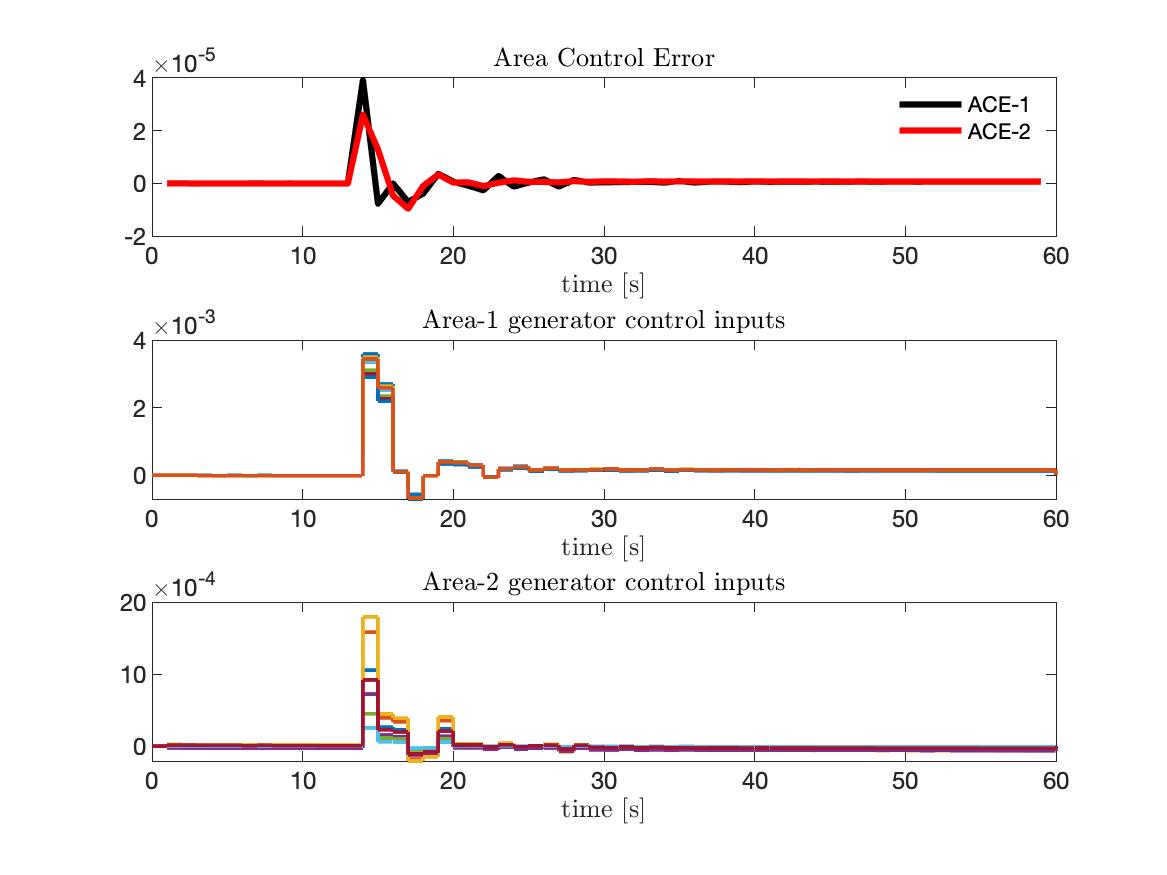 Area Control Error
×10-5
4
2
0
-2
ACE-1
ACE-2
0 10 20 30 40 50 60
time [s]
Area-1 generator control inputs
×10-3
4
2
0
0 10 20 30 40 50 60
time [s]
Area-2 generator control inputs
×10-4
20
10
0
0 10 20 30 40 50 60
time [s]